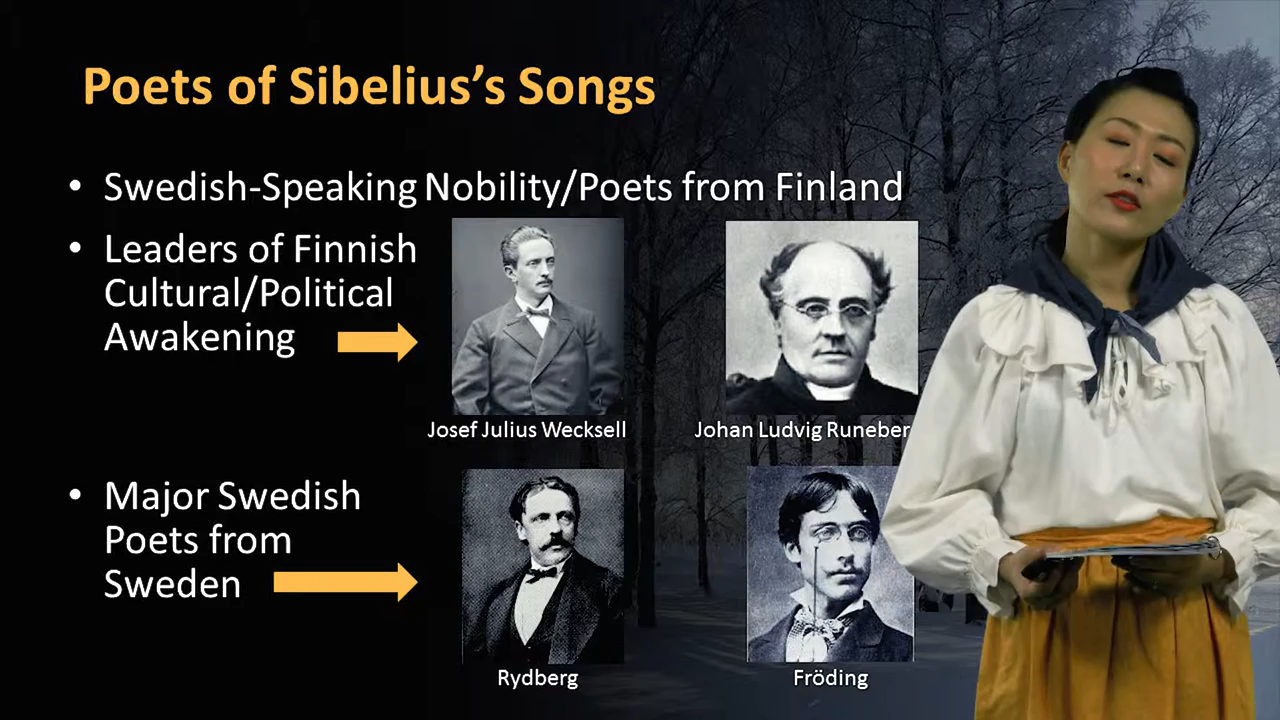 Poets of Sibelius’s Songs
• Swedish-Speaking Nobility/Poets from Finland
• Leaders of Finnish
Cultural/Political
Awakening
Josef Julius Wecksell
Johan Ludvig Runeber
• Major Swedish
Poets from
Sweden
Rydberg
Fröding